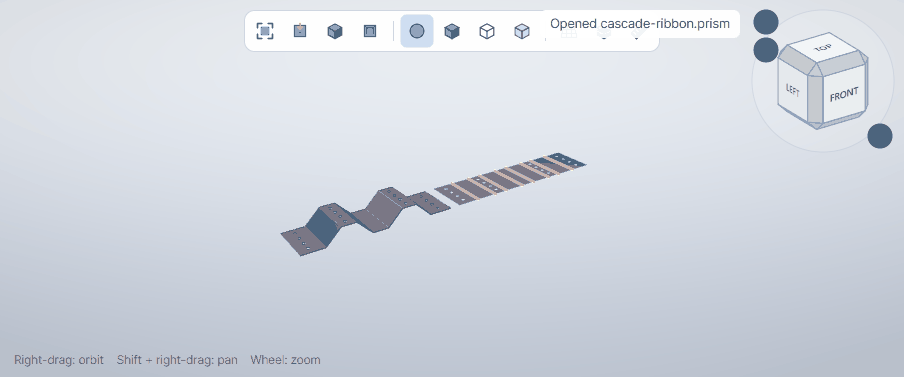 Opened cascade-ribbon.prism
TOP
LEFT
FRONT
Right-drag: orbit Shift + right-drag: pan Wheel: zoom